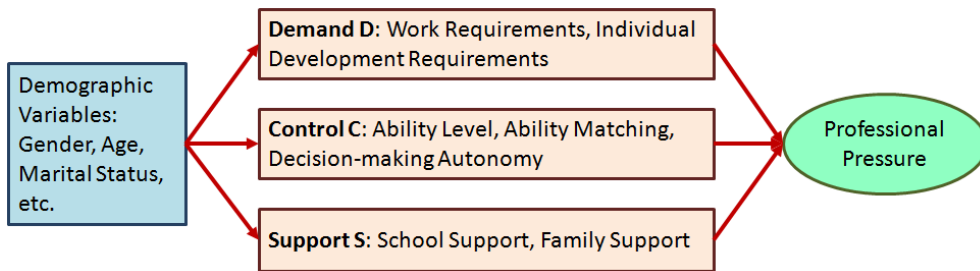 Demographic
Variables:
Gender, Age,
Marital Status,
etc.
Demand D: Work Requirements, Individual
Development Requirements
Control C: Ability Level, Ability Matching,
Decision-making Autonomy
Support S: School Support, Family Support
Professional
Pressure